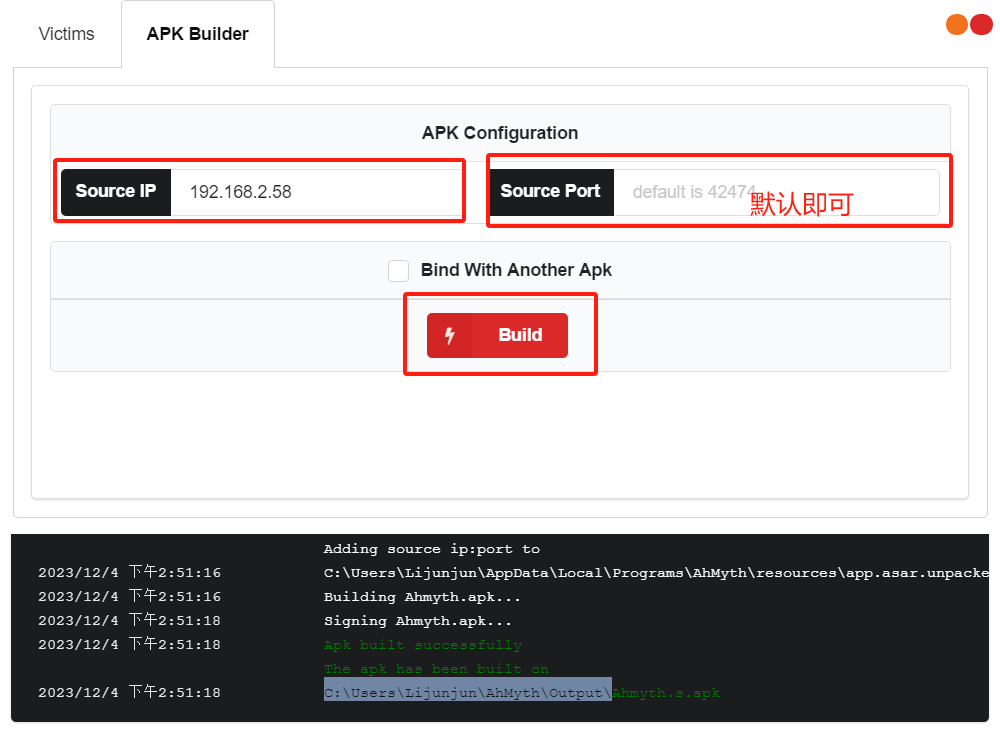 Victims
APK Builder
APK Configuration
Source IP
192.168.2.58
Source Port
default is 42474
默认即可
Bind With Another Apk
Build
Adding source ip:port to
2023/12/4 下午2:51:16 C:\Users\Lijunjun\AppData\Local\Programs\AhMyth\resources\app.asar.unpacke
2023/12/4 下午2:51:16 Building Ahmyth.apk...
2023/12/4 下午2:51:18 Signing Ahmyth.apk...
2023/12/4 下午2:51:18 Apk built successfully
The apk has been built on
2023/12/4 下午2:51:18 C:\Users\Lijunjun\AhMyth\Output\Ahmyth.s.apk